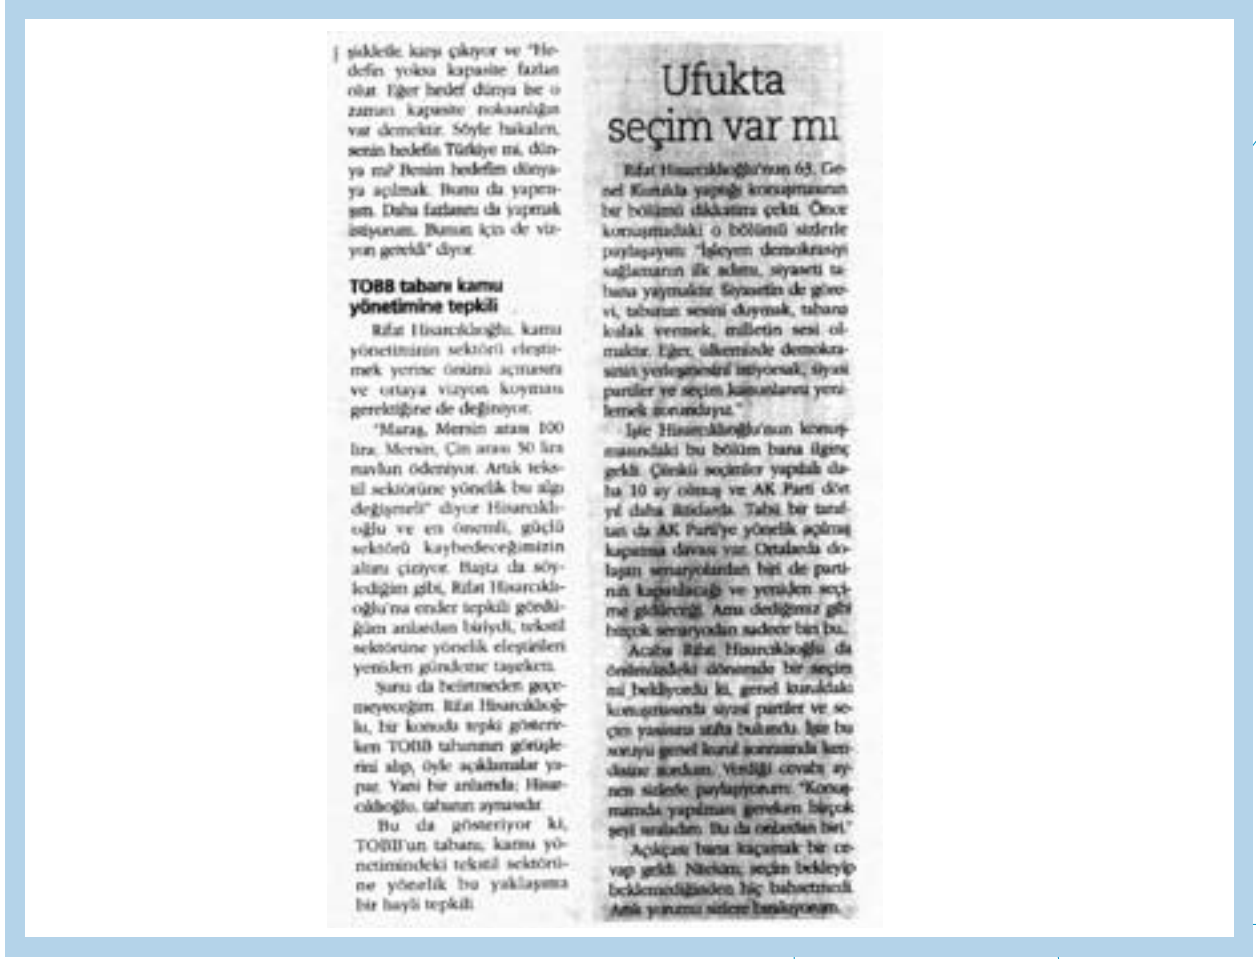 şiddetle karşı çıkıyor ve "He-
defin yoksa kapasite fazlan
olur. Eğer hedef dünya ise o
zaman kapasite noksanlığın
var demektir. Söyle bakalım,
senin hedefin Türkiye mi, dün-
ya mı? Benim hedefim dünya-
ya açılmak. Bunu da yapmı-
şım. Daha fazlasını da yapmak
istiyorum. Bunun için de viz-
yon gerekli" diyor.
TOBB tabanı kamu
yönetimine tepkili
Rifat Hisarcıklıoğlu, kamu
yönetiminin sektörü eleştir-
mek yerine önünü açmasını
ve ortaya vizyon koyması
gerektiğine de değiniyor.
"Maraş, Mersin arası 100
lira; Mersin, Çin arası 50 lira
navlun ödeniyor. Artık teks-
til sektörüne yönelik bu algı
değişmeli" diyor Hisarcıklı-
oğlu ve en önemli, güçlü
sektörü kaybedeceğimizin
altını çiziyor. Başta da söy-
lediğim gibi, Rifat Hisarcıklı-
oğlu'nu ender tepkili gördü-
ğüm anlardan biriydi, tekstil
sektörüne yönelik eleştirileri
yeniden gündeme taşırken.
Şunu da belirtmeden geçe-
meyeceğim. Rifat Hisarcıklıoğ-
lu, bir konuda tepki gösterir-
ken TOBB tabanının görüşle-
rini alıp, öyle açıklamalar ya-
par. Yani bir anlamda; Hisar-
cıklıoğlu, tabanın aynasıdır.
Bu da gösteriyor ki,
TOBB'un tabanı, kamu yö-
netimindeki tekstil sektörü-
ne yönelik bu yaklaşıma
bir hayli tepkili
Ufukta
seçim var mı
Rifat Hisarcıklıoğlu'nun 63. Ge-
nel Kurulda yaptığı konuşmasının
bir bölümü dikkatimi çekti. Önce
konuşmadaki o bölümü sizlerle
paylaşayım: "İşleyen demokrasiyi
sağlamanın ilk adımı, siyaseti ta-
bana yaymaktır. Siyasetin de göre-
vi, tabanın sesini duymak, tabana
kulak vermek, milletin sesi ol-
maktır. Eğer, ülkemizde demokra-
sinin yerleşmesini istiyorsak, siyasi
partiler ve seçim kanunlarını yeni-
lemek zorundayız."
İşte Hisarcıklıoğlu'nun konuş-
masındaki bu bölüm bana ilginç
geldi. Çünkü seçimler yapılalı da-
ha 10 ay olmuş ve AK Parti dört
yıl daha iktidarda. Tabii bir taraf-
tan da AK Parti'ye yönelik açılmış
kapatma davası var. Ortalarda do-
laşan senaryolardan biri de parti-
nin kapatılacağı ve yeniden seçi-
me gidileceği. Ama dediğimiz gibi
birçok senaryodan sadece biri bu..
Acaba Rifat Hisarcıklıoğlu da
önümüzdeki dönemde bir seçim
mi bekliyordu ki, genel kuruldaki
konuşmasında siyasi partiler ve se-
çim yasasına atıfta bulundu. İşte bu
soruyu genel kurul sonrasında ken-
disine sordum. Verdiği cevabı ay-
nen sizlerle paylaşıyorum: "Konuş-
mamda yapılması gereken birçok
şeyi sıraladım. Bu da onlardan biri."
Açıkçası bana kaçamak bir ce-
vap geldi. Nitekim, seçim bekleyip
beklemediğinden hiç bahsetmedi.
Artık yorumu sizlere bırakıyorum.